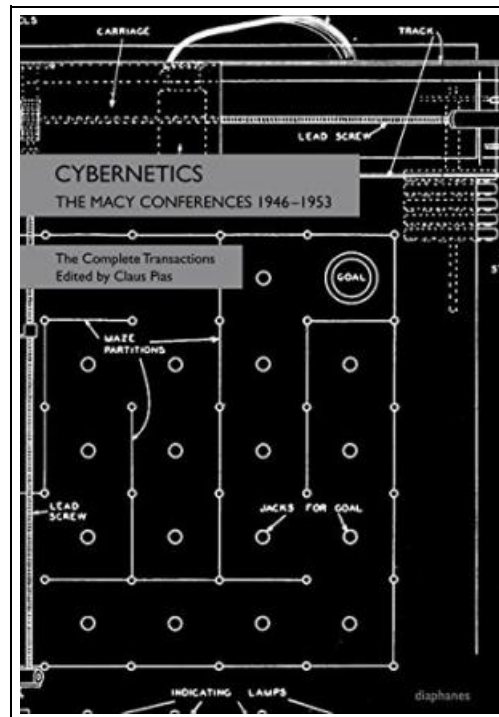 CARRIAGE
TRACK
LEAD SCREW
CYBERNETICS
THE MACY CONFERENCES 1946–1953
The Complete Transactions
Edited by Claus Pias
GOAL
MAZE
PARTITIONS
LEAD
SCREW
JACKS FOR GOAL
INDICATING LAMPS
diaphanes